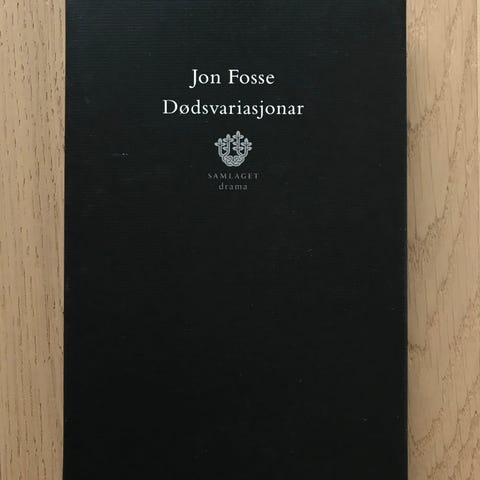 Jon Fosse
Dødsvariasjonar
SAMLAGET
drama